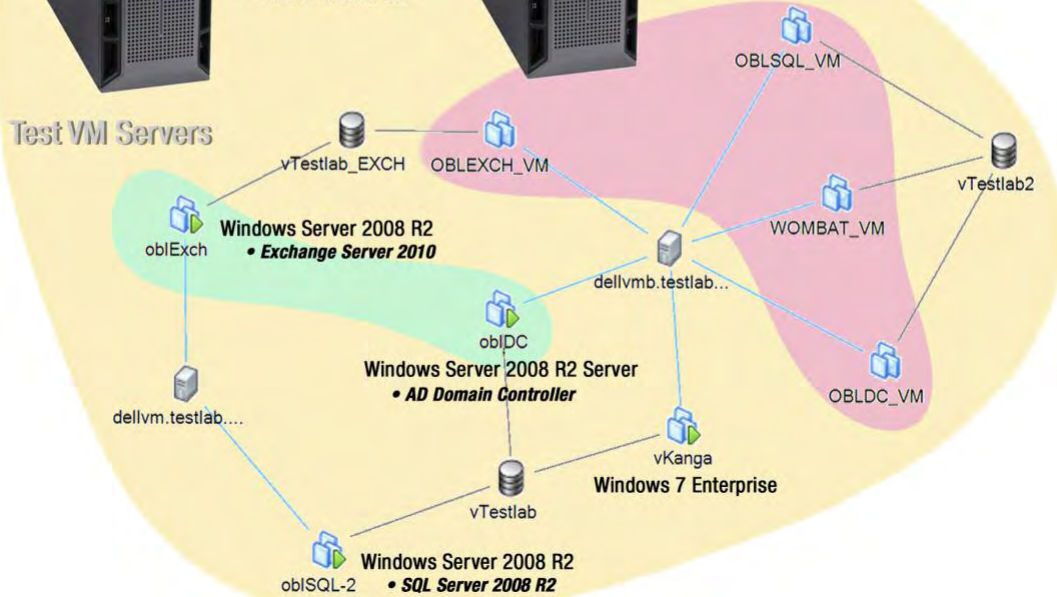 OBLSQL_VM
Test VM Servers
vTestlab_EXCH
OBLEXCH_VM
vTestlab2
WOMBAT_VM
oblExch
Windows Server 2008 R2
• Exchange Server 2010
dellvmb.testlab...
oblDC
Windows Server 2008 R2 Server
• AD Domain Controller
OBLDC_VM
dellvm.testlab....
vKanga
Windows 7 Enterprise
vTestlab
oblSQL-2
Windows Server 2008 R2
• SQL Server 2008 R2